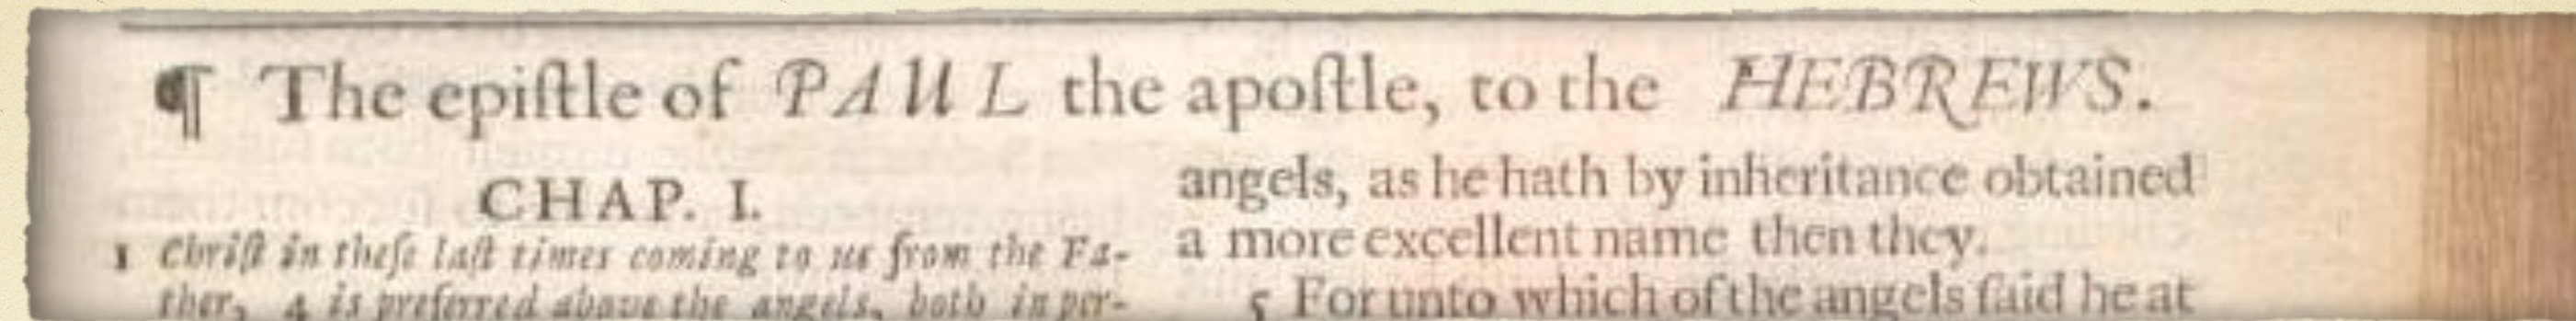 ¶ The epiſtle of PAUL the apoſtle, to the HEBREWS.
CHAP. I.
1 Chriſt in theſe laſt times coming to us from the Fa-
ther, 4 is preferred above the angels, both in per-
angels, as he hath by inheritance obtained
a more excellent name then they.
5 For unto which of the angels ſaid he at